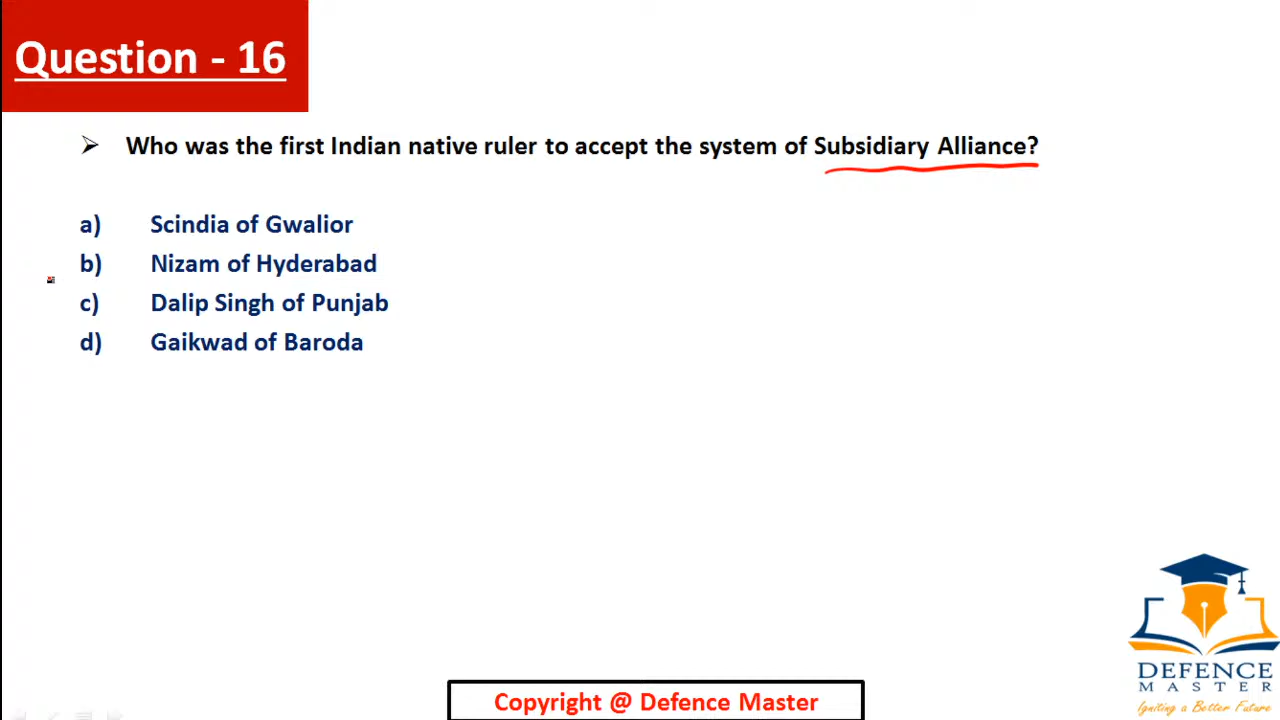 Question - 16
➢ Who was the first Indian native ruler to accept the system of Subsidiary Alliance?
a) Scindia of Gwalior
b) Nizam of Hyderabad
c) Dalip Singh of Punjab
d) Gaikwad of Baroda
DEFENCE
MASTER
Igniting a Better Future
Copyright @ Defence Master